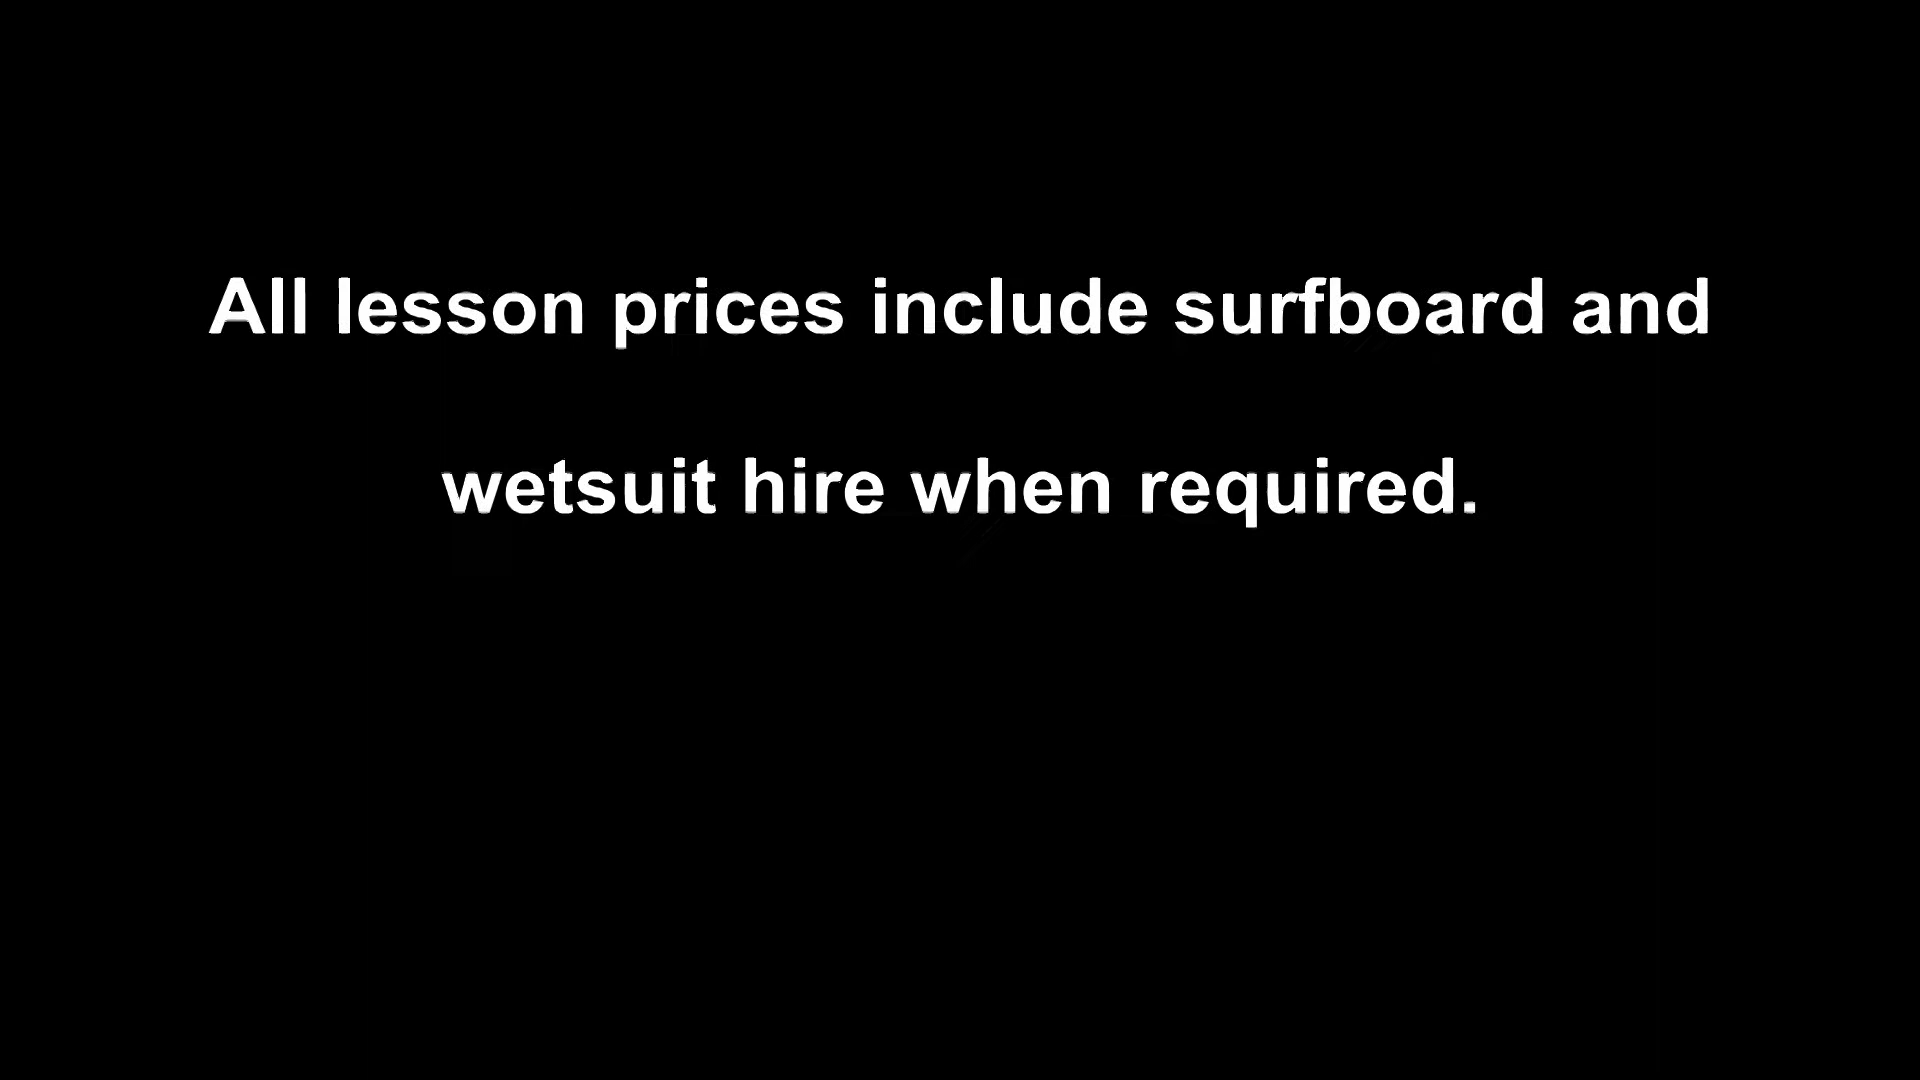 All lesson prices include surfboard and
wetsuit hire when required.